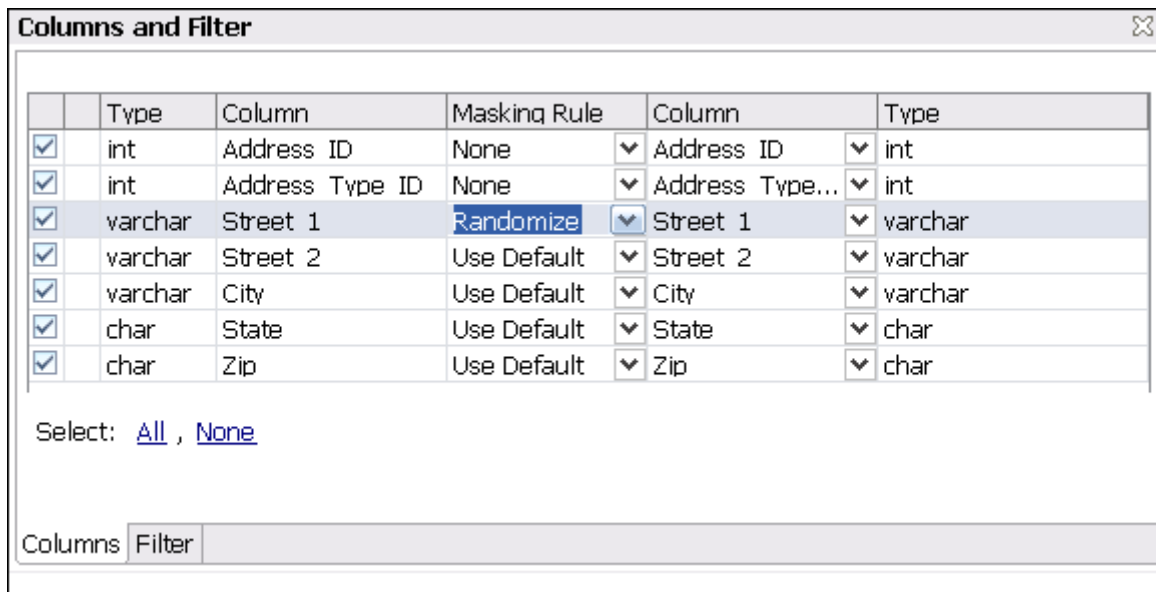 Columns and Filter
Type Column Masking Rule Column Type
int Address ID None Address ID int
int Address Type ID None Address Type... int
varchar Street 1 Randomize Street 1 varchar
varchar Street 2 Use Default Street 2 varchar
varchar City Use Default City varchar
char State Use Default State char
char Zip Use Default Zip char
Select: All , None
Columns Filter